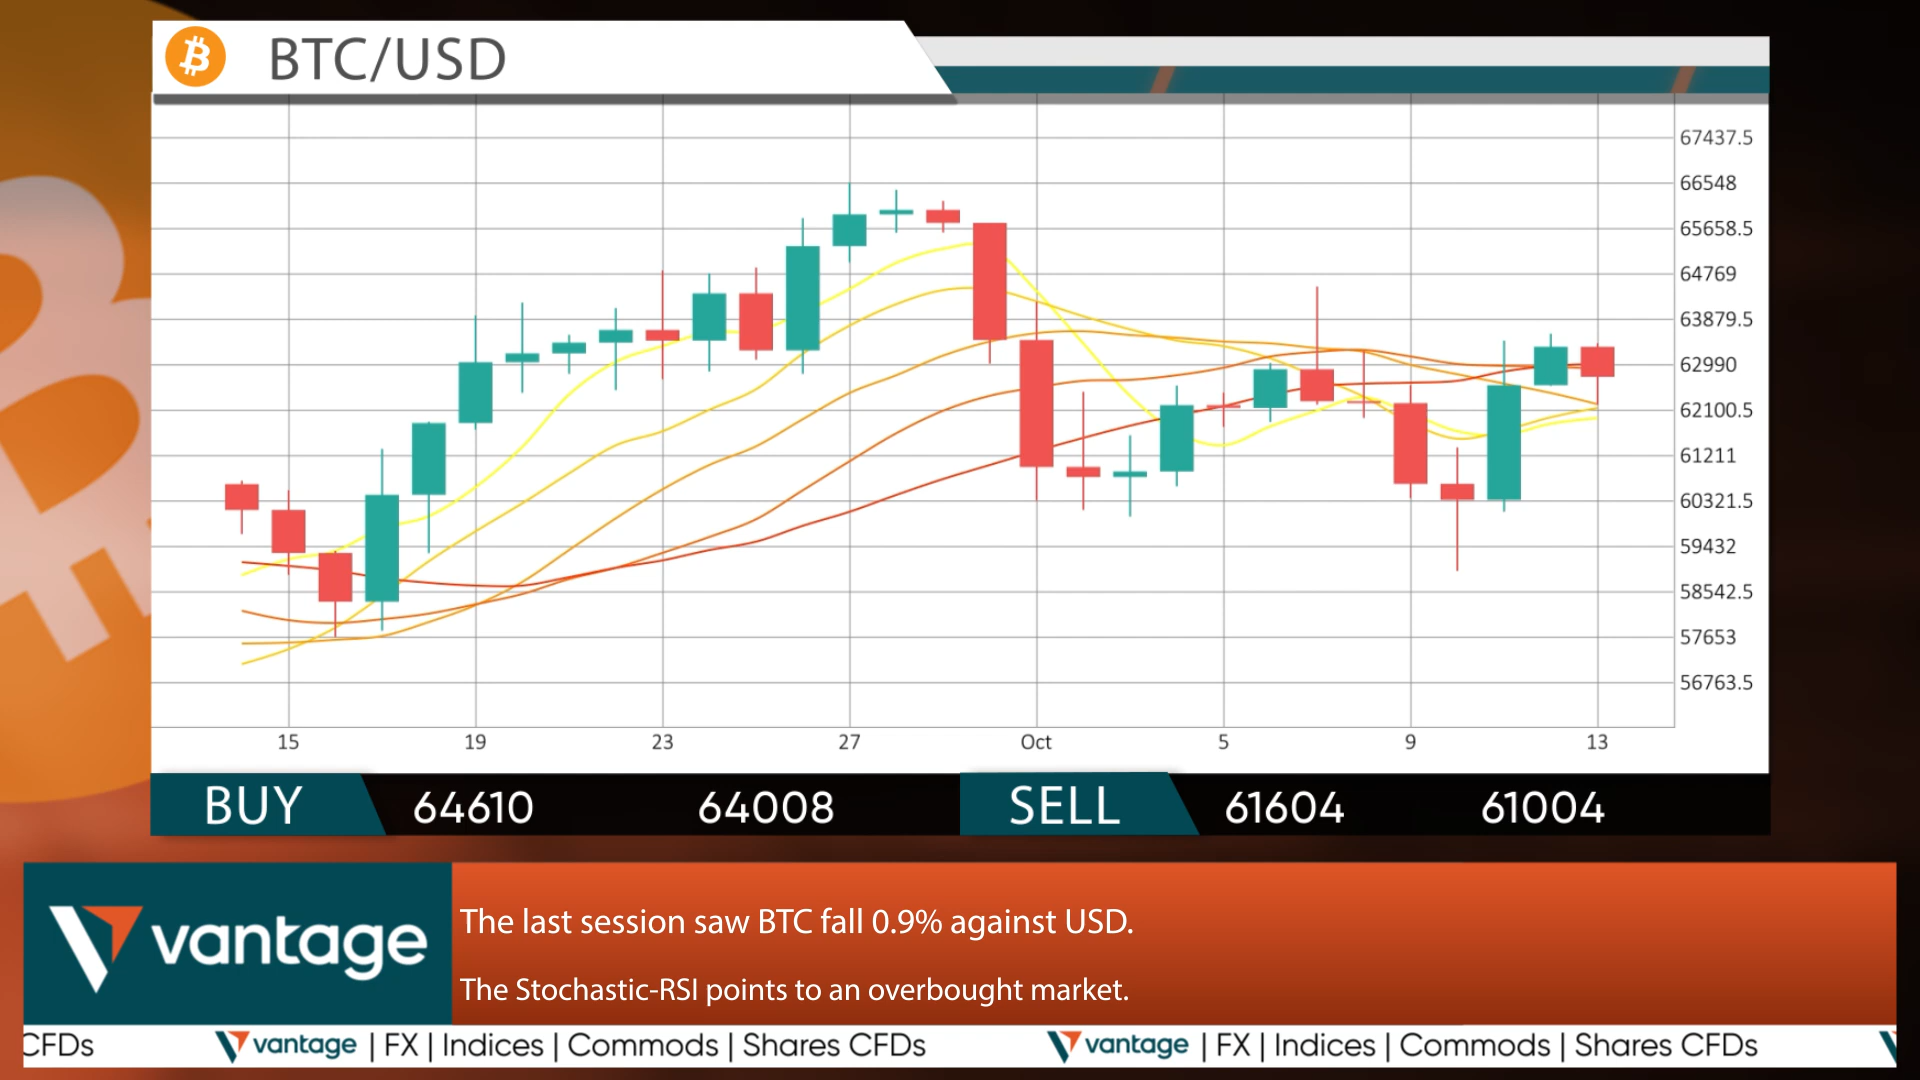 BTC/USD
67437.5
66548
65658.5
64769
63879.5
62990
62100.5
61211
60321.5
59432
58542.5
57653
56763.5
15 19 23 27 Oct 5 9 13
BUY 64610 64008 SELL 61604 61004
vantage
The last session saw BTC fall 0.9% against USD.
The Stochastic-RSI points to an overbought market.
CFDs vantage | FX | Indices | Commods | Shares CFDs vantage | FX | Indices | Commods | Shares CFDs